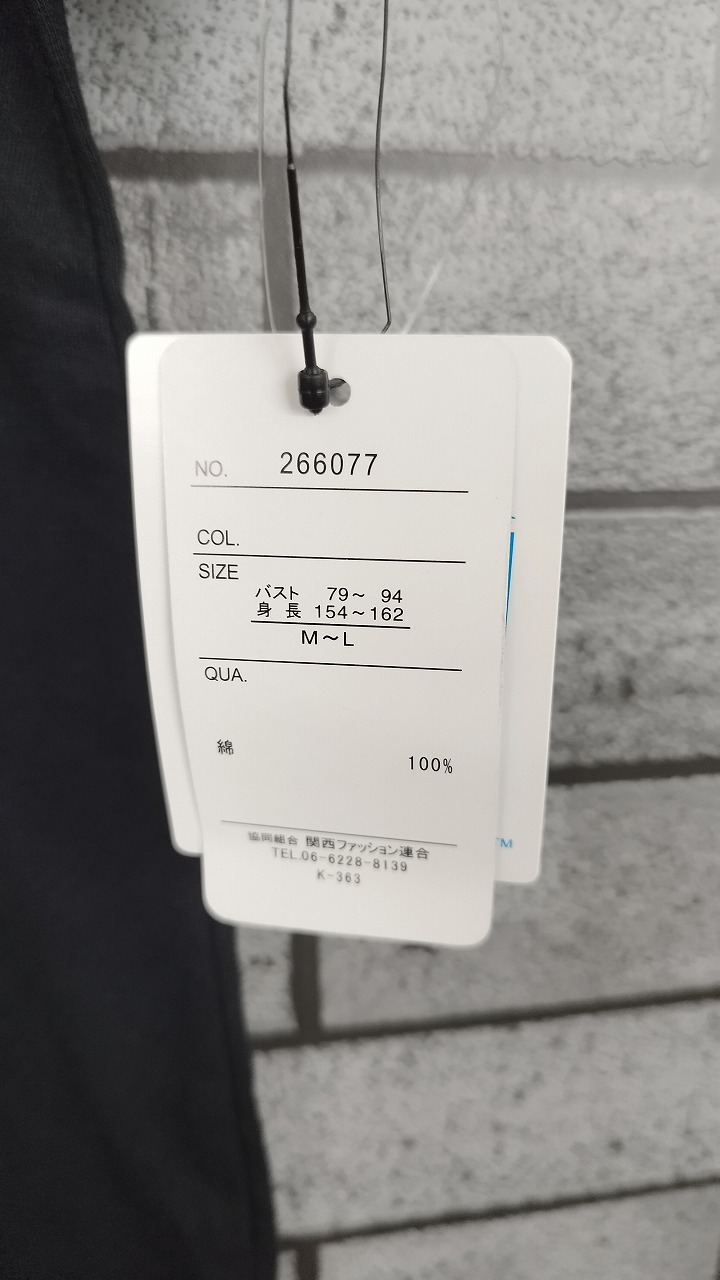 NO. 266077
COL.
SIZE
バスト 79〜 94
身 長 154〜162
M〜L
QUA.
綿 100%
協同組合 関西ファッション連合
TEL.06-6228-8139
K-363
TM